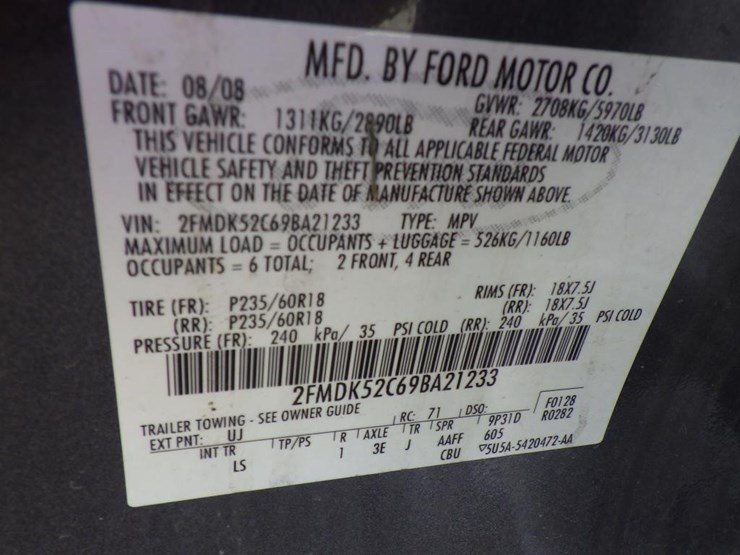 MFD. BY FORD MOTOR CO.
DATE: 08/08 GVWR: 2708KG/5970LB
FRONT GAWR: 1311KG/2890LB REAR GAWR: 1420KG/3130LB
THIS VEHICLE CONFORMS TO ALL APPLICABLE FEDERAL MOTOR
VEHICLE SAFETY AND THEFT PREVENTION STANDARDS
IN EFFECT ON THE DATE OF MANUFACTURE SHOWN ABOVE.
VIN: 2FMDK52C69BA21233 TYPE: MPV
MAXIMUM LOAD = OCCUPANTS + LUGGAGE = 526KG/1160LB
OCCUPANTS = 6 TOTAL; 2 FRONT, 4 REAR
TIRE (FR): P235/60R18 RIMS (FR): 18X7.5J
(RR): P235/60R18 (RR): 18X7.5J
PRESSURE (FR): 240 kPa/ 35 PSI COLD (RR): 240 kPa/ 35 PSI COLD
2FMDK52C69BA21233
TRAILER TOWING - SEE OWNER GUIDE F0128
EXT PNT: UJ RC: 71 DSO: R0282
INT TR TP/PS R AXLE TR SPR 9P31D
LS 1 3E J AAFF 605
CBU ▽5U5A-5420472-AA